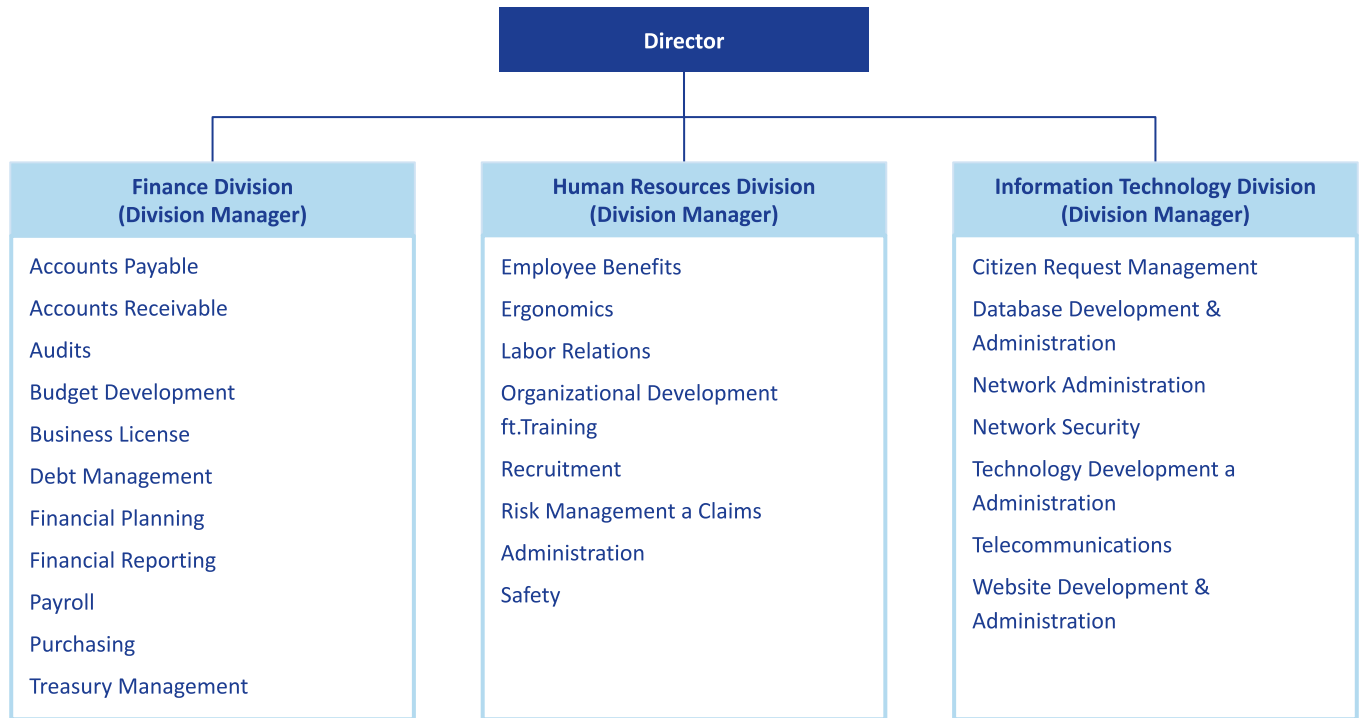 Director
Finance Division
(Division Manager)
Accounts Payable
Accounts Receivable
Audits
Budget Development
Business License
Debt Management
Financial Planning
Financial Reporting
Payroll
Purchasing
Treasury Management
Human Resources Division
(Division Manager)
Employee Benefits
Ergonomics
Labor Relations
Organizational Development
ft.Training
Recruitment
Risk Management a Claims
Administration
Safety
Information Technology Division
(Division Manager)
Citizen Request Management
Database Development &
Administration
Network Administration
Network Security
Technology Development a
Administration
Telecommunications
Website Development &
Administration